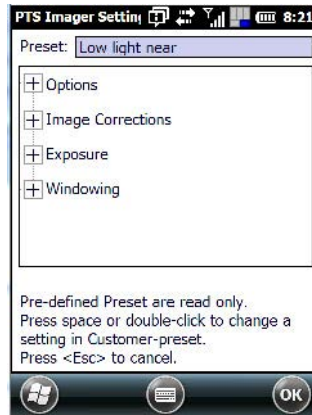 PTS Imager Settin 8:21
Preset: Low light near
Options
Image Corrections
Exposure
Windowing
Pre-defined Preset are read only.
Press space or double-click to change a
setting in Customer-preset.
Press <Esc> to cancel.
OK